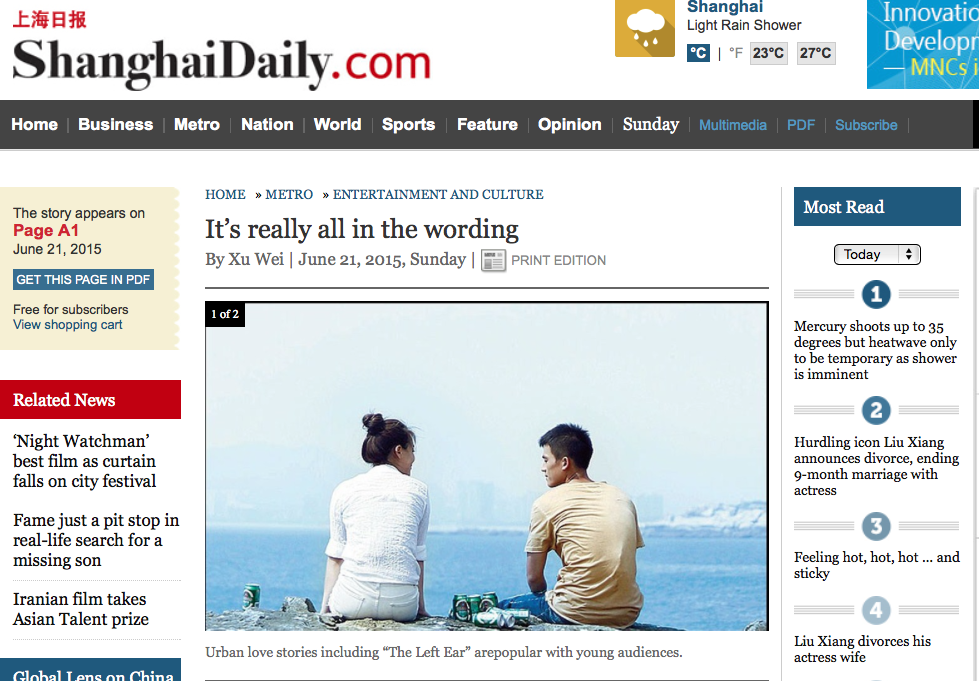 上海日报
ShanghaiDaily.com
Shanghai
Light Rain Shower
°C | °F 23°C 27°C
Innovatio
Developm
— MNCs i
Home | Business | Metro | Nation | World | Sports | Feature | Opinion | Sunday | Multimedia | PDF | Subscribe |
The story appears on
Page A1
June 21, 2015
GET THIS PAGE IN PDF
Free for subscribers
View shopping cart
Related News
‘Night Watchman’
best film as curtain
falls on city festival
Fame just a pit stop in
real-life search for a
missing son
Iranian film takes
Asian Talent prize
Global Lens on China
HOME » METRO » ENTERTAINMENT AND CULTURE
It’s really all in the wording
By Xu Wei | June 21, 2015, Sunday | PRINT EDITION
1 of 2
Urban love stories including “The Left Ear” arepopular with young audiences.
Most Read
Today
1
Mercury shoots up to 35
degrees but heatwave only
to be temporary as shower
is imminent
2
Hurdling icon Liu Xiang
announces divorce, ending
9-month marriage with
actress
3
Feeling hot, hot, hot ... and
sticky
4
Liu Xiang divorces his
actress wife